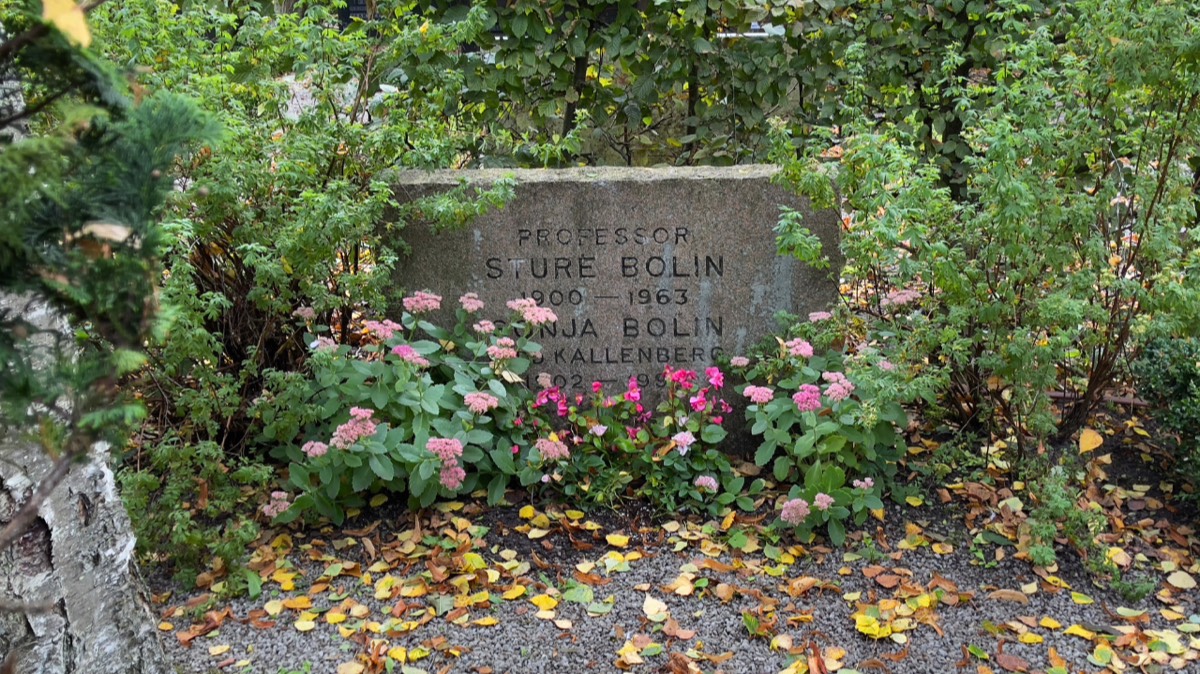 PROFESSOR
STURE BOLIN
1900 — 1963
SONJA BOLIN
KALLENBERG